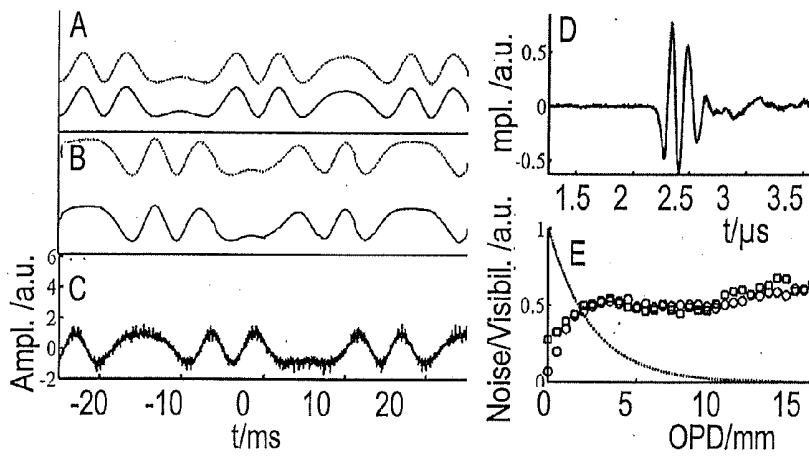 A
B
6
C
4
2
0
-2
Ampl. /a.u.
-20 -10 0 10 20
t/ms
D
0.5
0
-0.5
mpl. /a.u.
1.5 2 2.5 3 3.5
t/µs
1
E
0.5
0
Noise/Visibil. /a.u.
0 5 10 15
OPD/mm